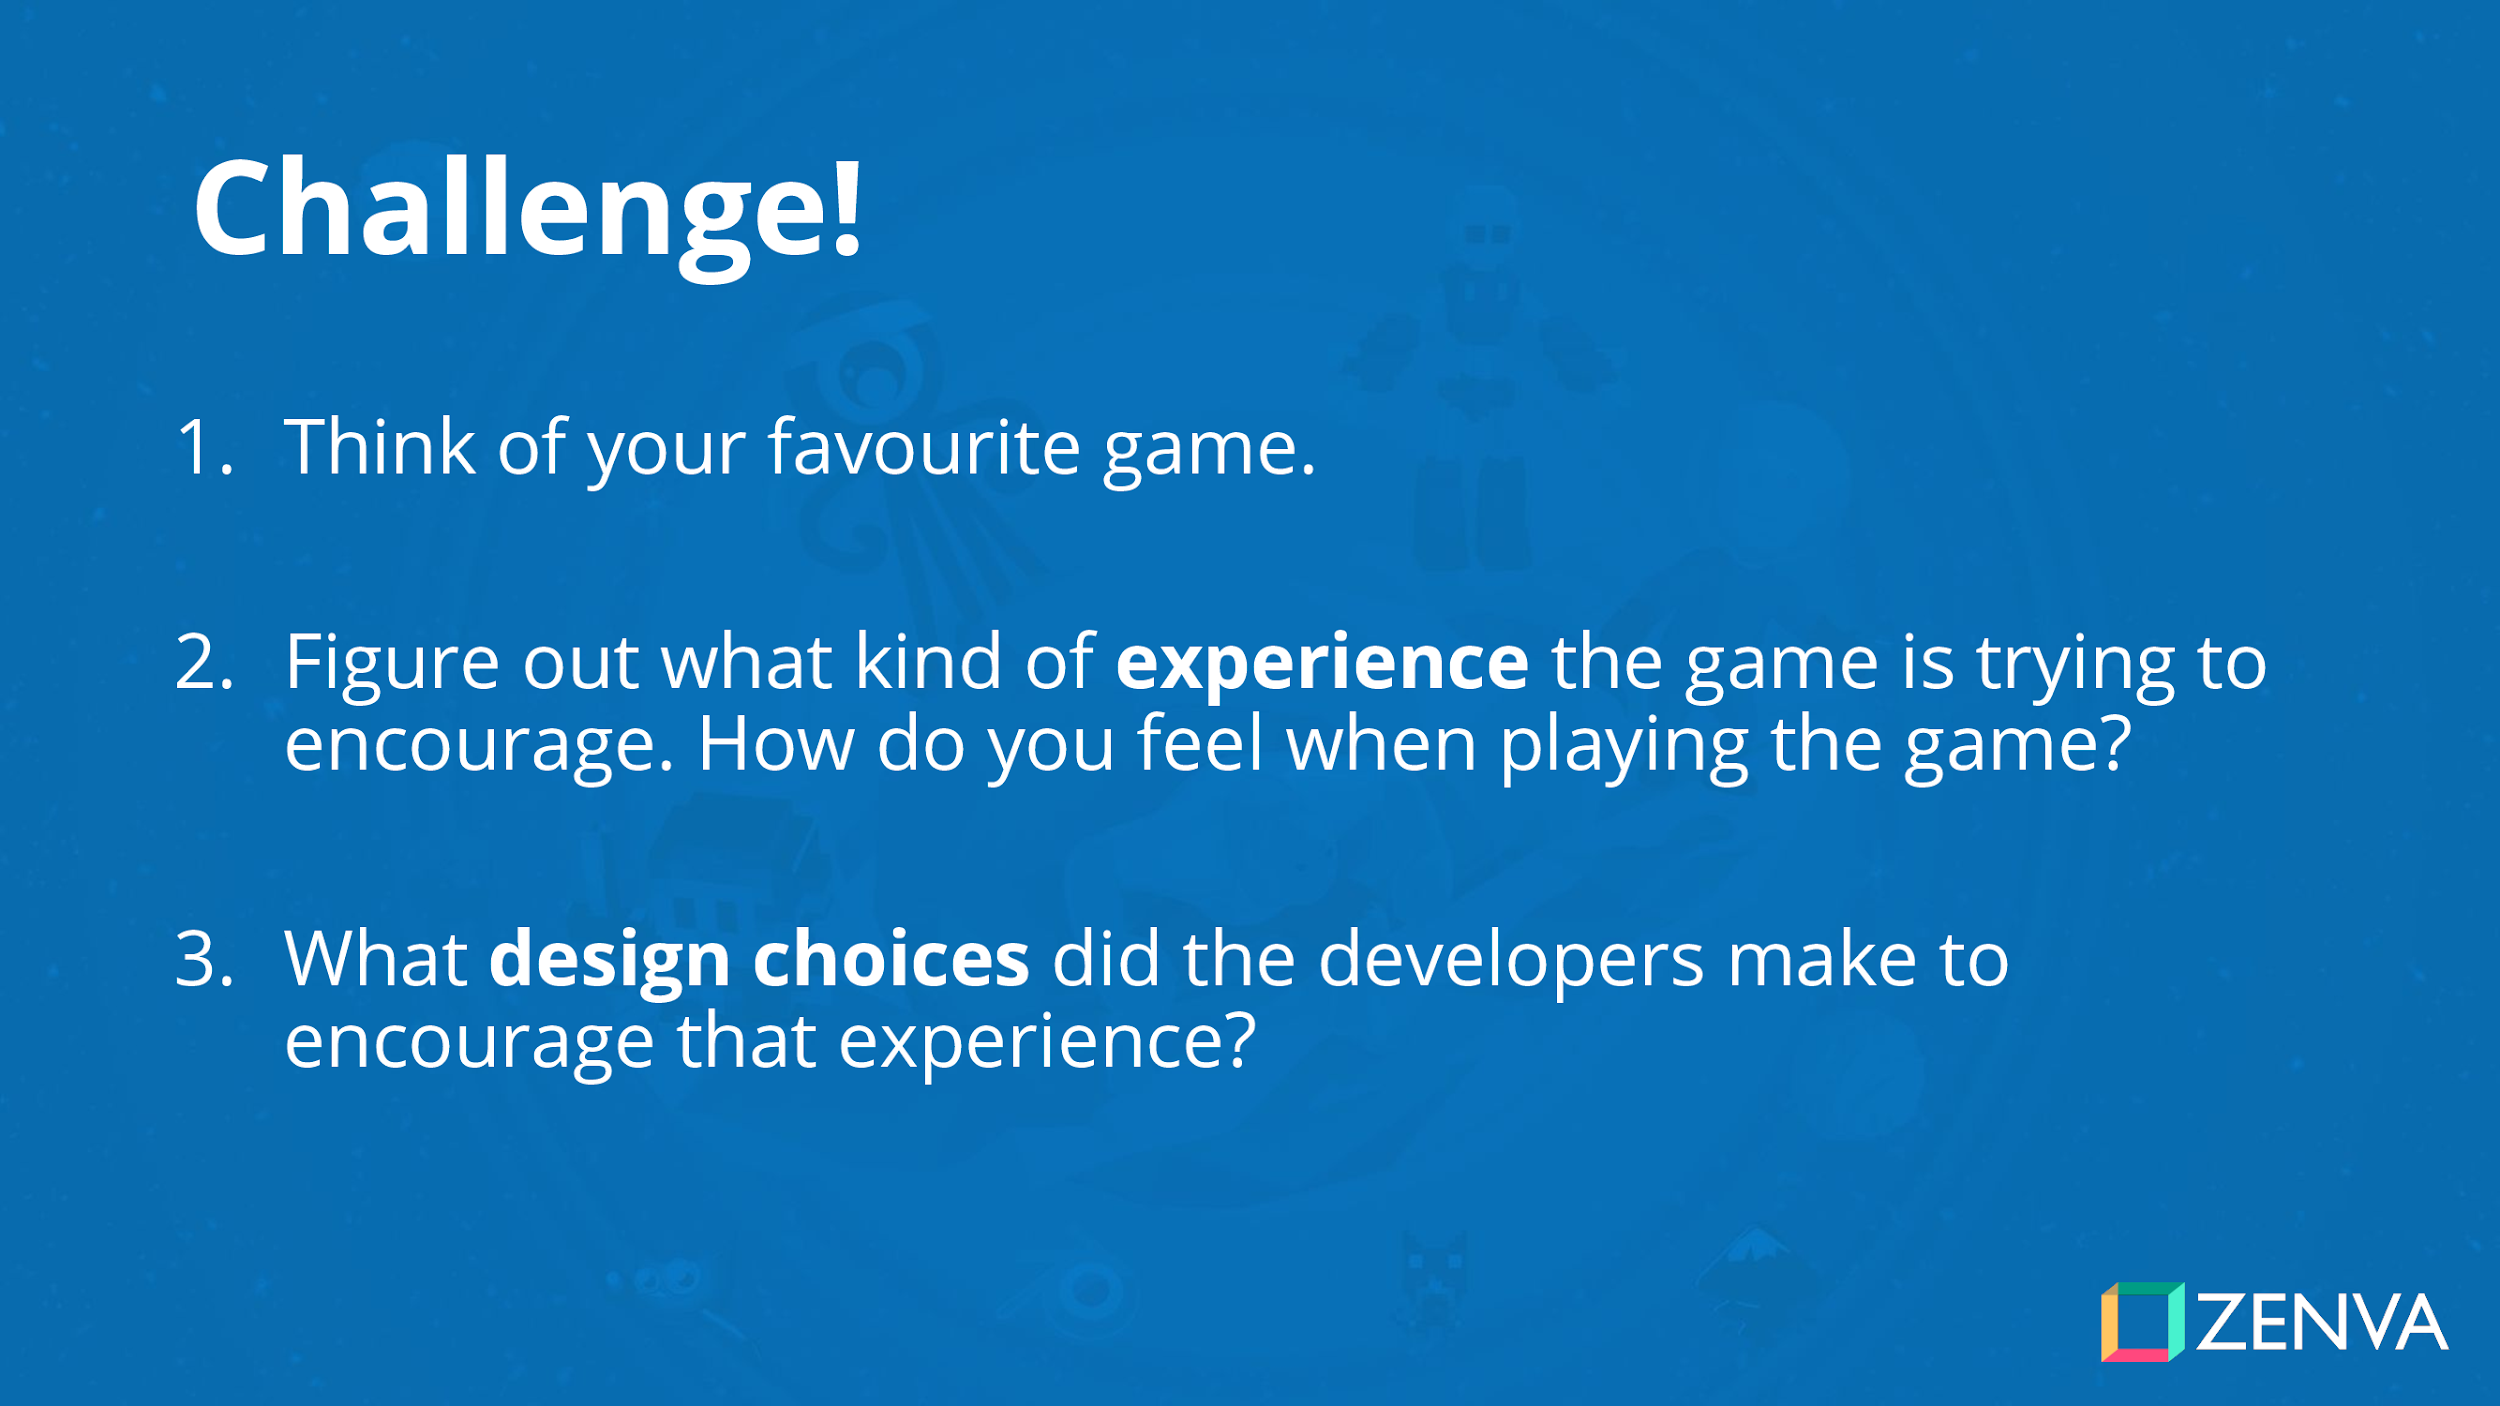 Challenge!
1. Think of your favourite game.
2. Figure out what kind of experience the game is trying to
encourage. How do you feel when playing the game?
3. What design choices did the developers make to
encourage that experience?
ZENVA